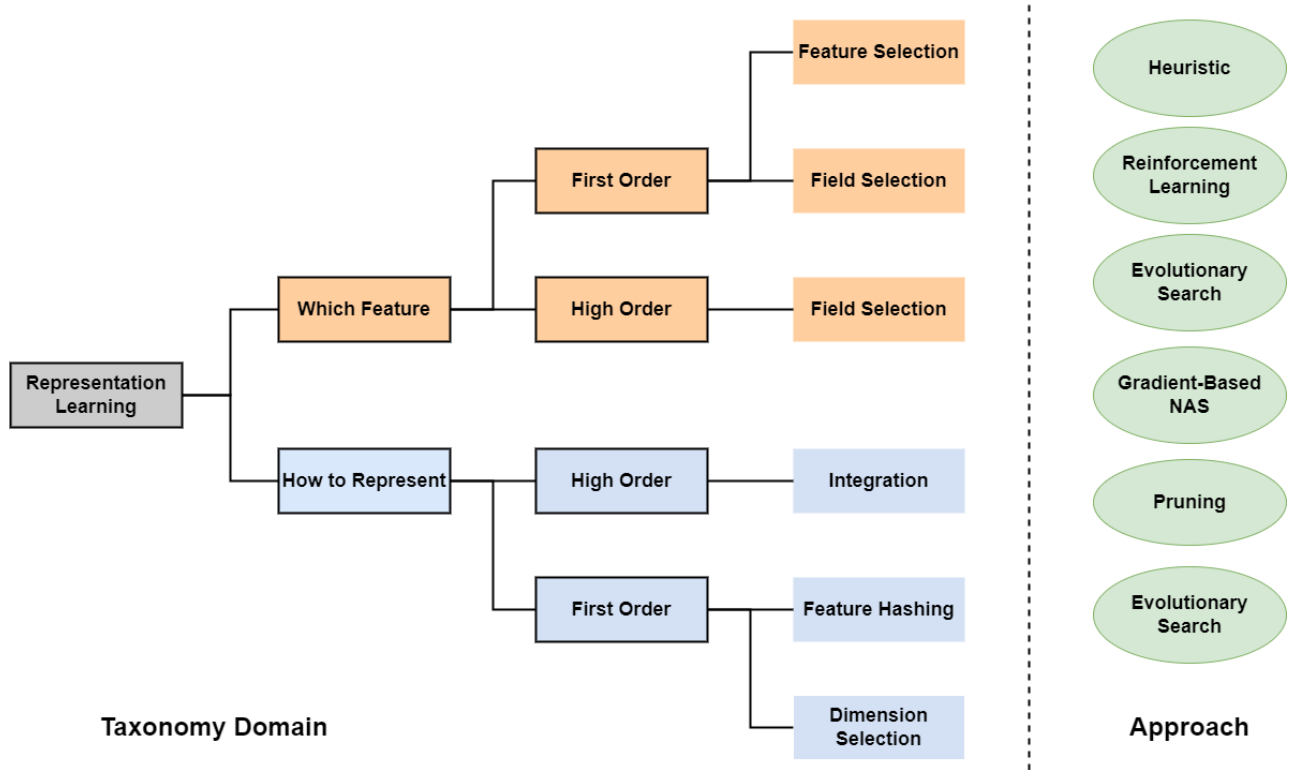 Feature Selection
Heuristic
First Order
Field Selection
Reinforcement
Learning
Which Feature
High Order
Field Selection
Evolutionary
Search
Representation
Learning
Gradient-Based
NAS
How to Represent
High Order
Integration
Pruning
First Order
Feature Hashing
Evolutionary
Search
Dimension
Selection
Taxonomy Domain
Approach